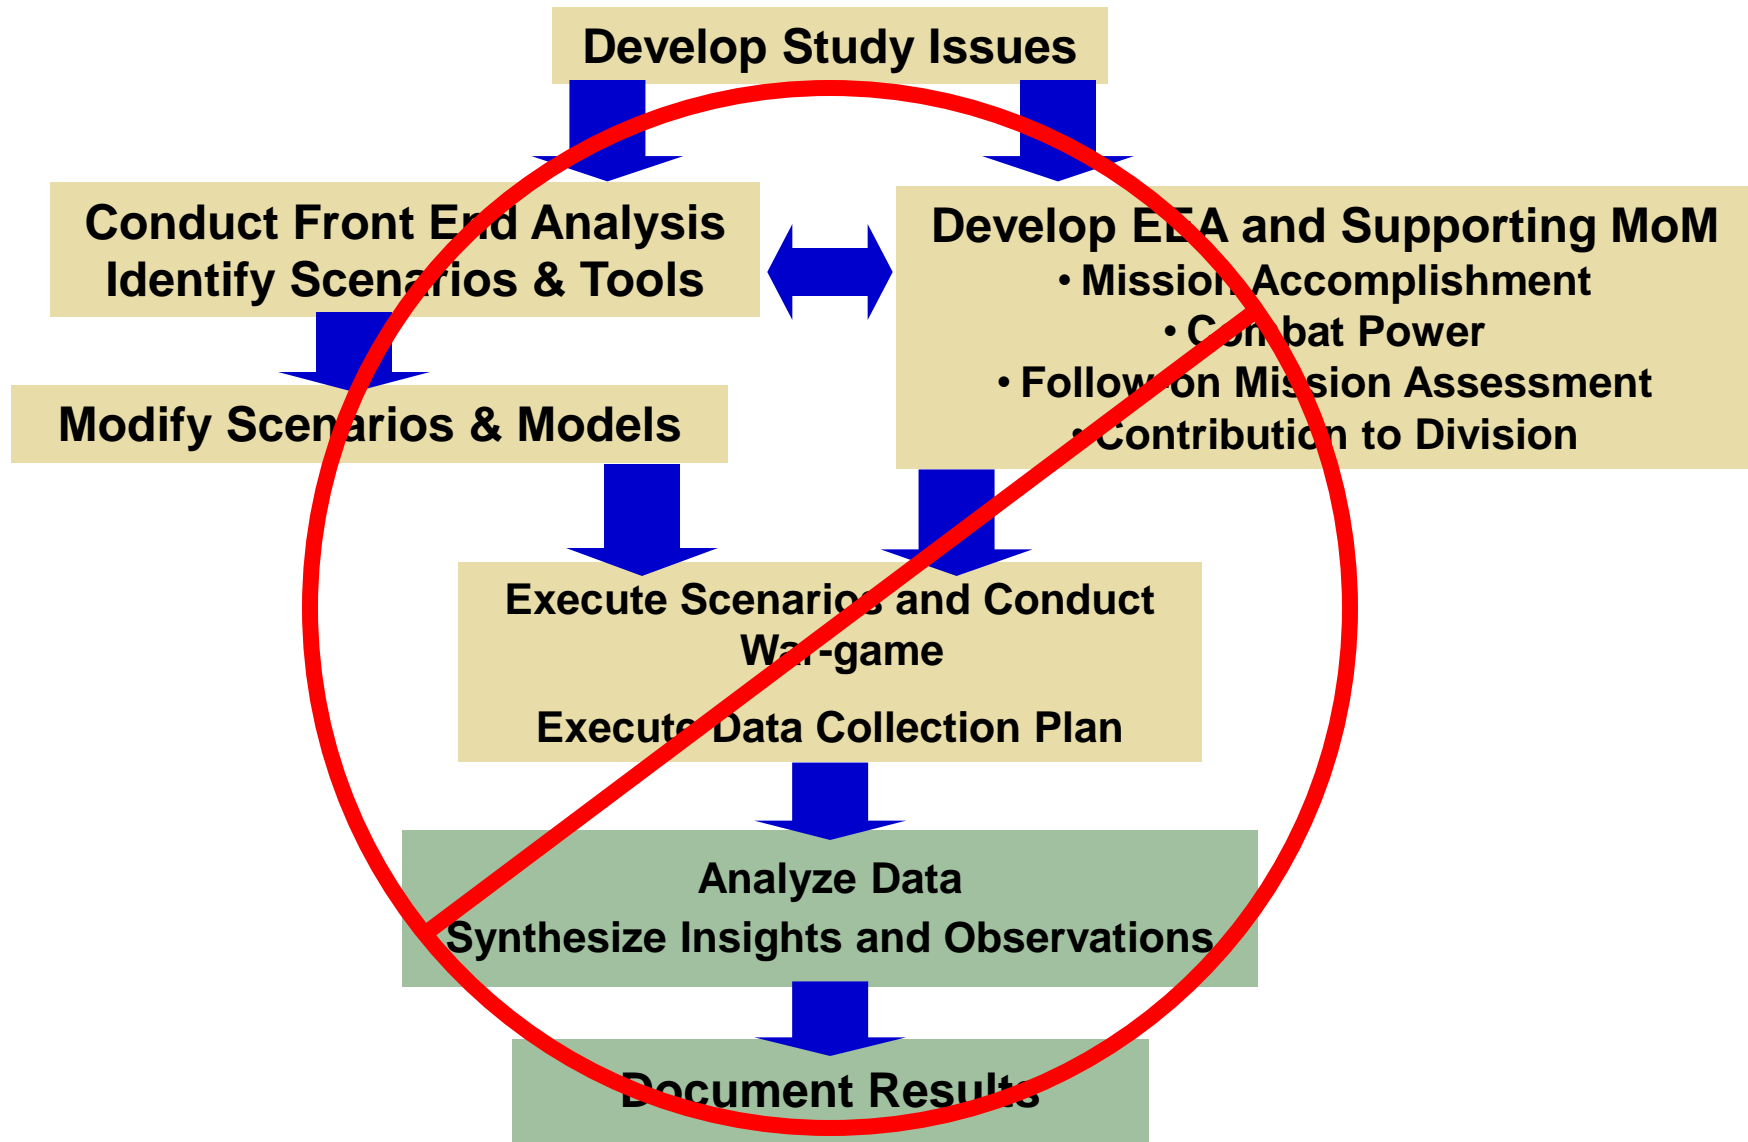 Develop Study Issues
Conduct Front End Analysis
Identify Scenarios & Tools
Develop EEA and Supporting MoM
• Mission Accomplishment
• Combat Power
• Follow-on Mission Assessment
• Contribution to Division
Modify Scenarios & Models
Execute Scenarios and Conduct
War-game
Execute Data Collection Plan
Analyze Data
Synthesize Insights and Observations
Document Results